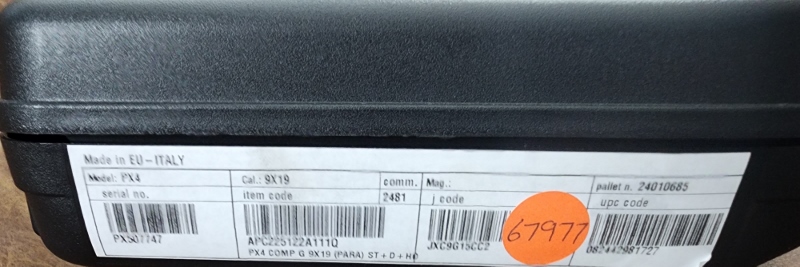 Made in EU-ITALY
Model: PX4 Cal.: 9X19 comm. Mag.: pallet n. 24010685
serial no. item code 2481 j code upc code
PX507747 APC225122A111Q JXC9G15CC2 67977 082442981727
PX4 COMP G 9X19 (PARA) ST + D + HC